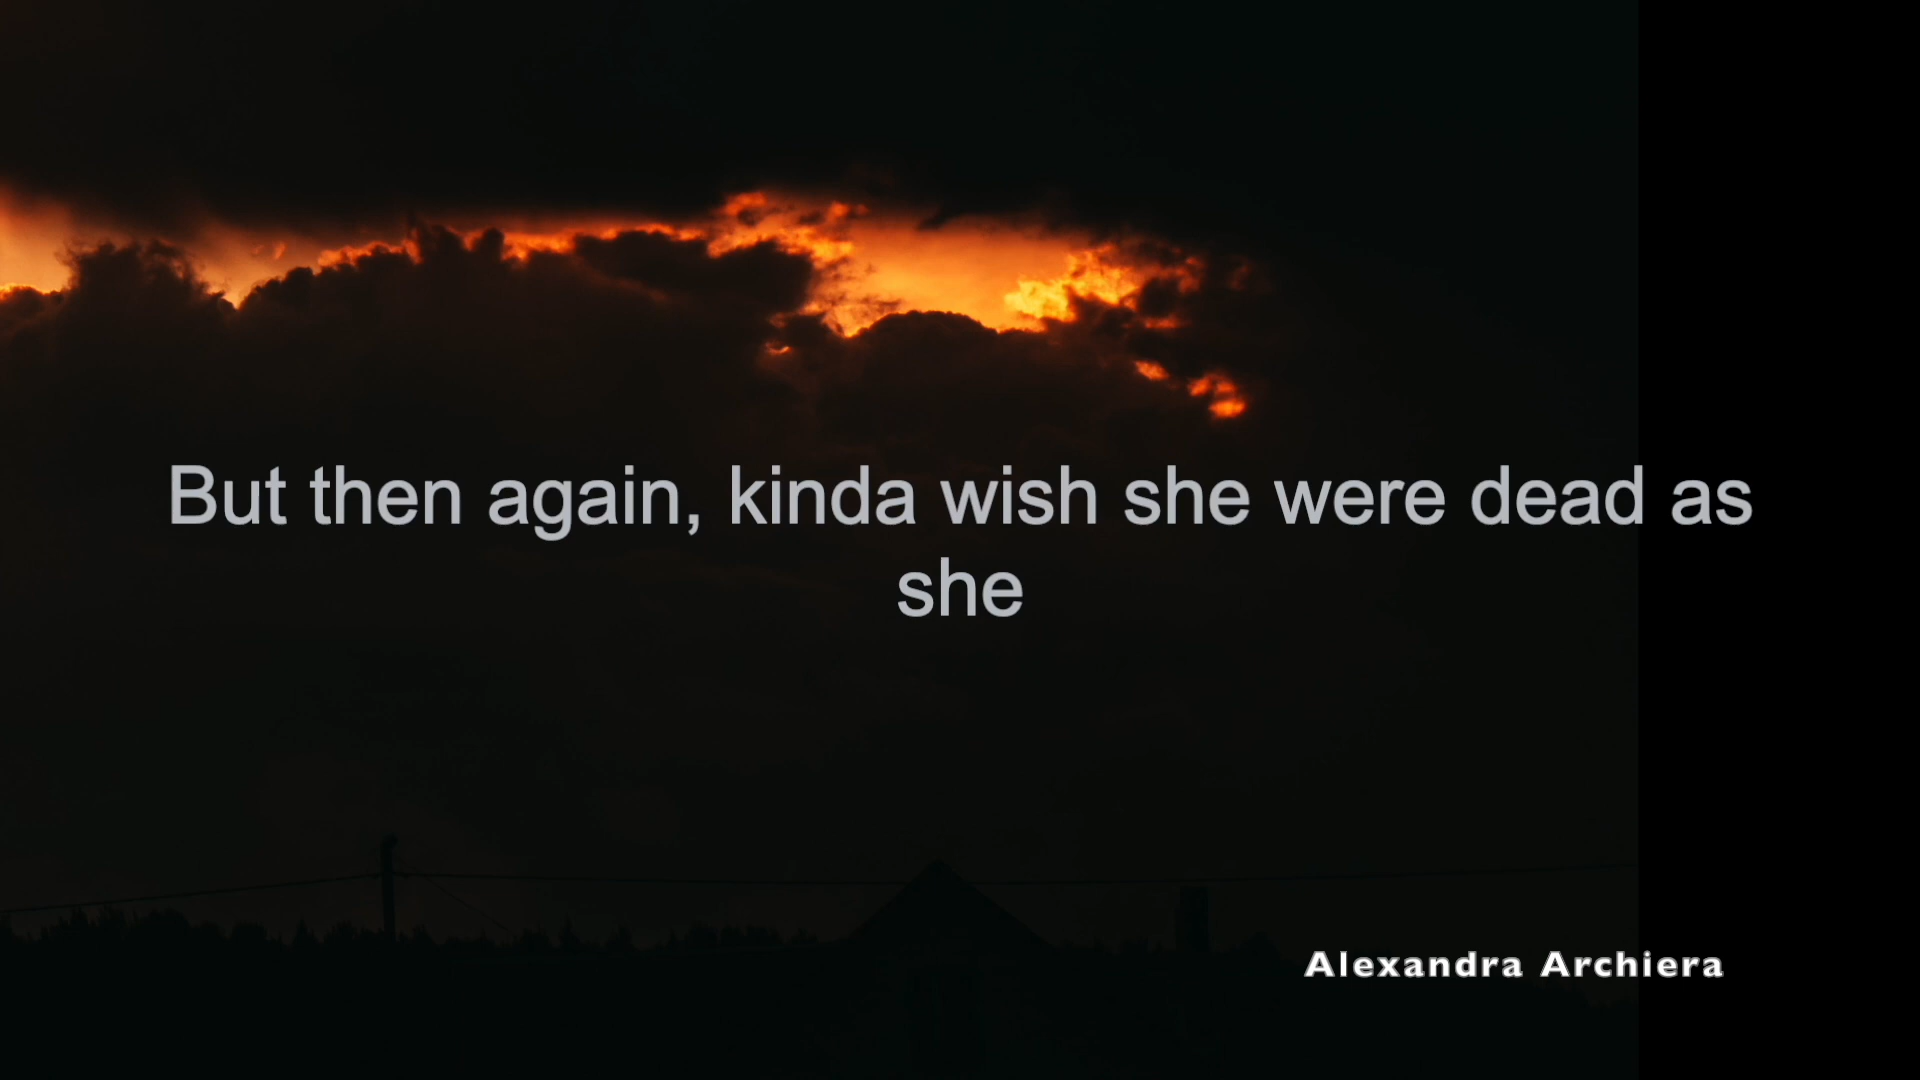 But then again, kinda wish she were dead as
she
Alexandra Archiera